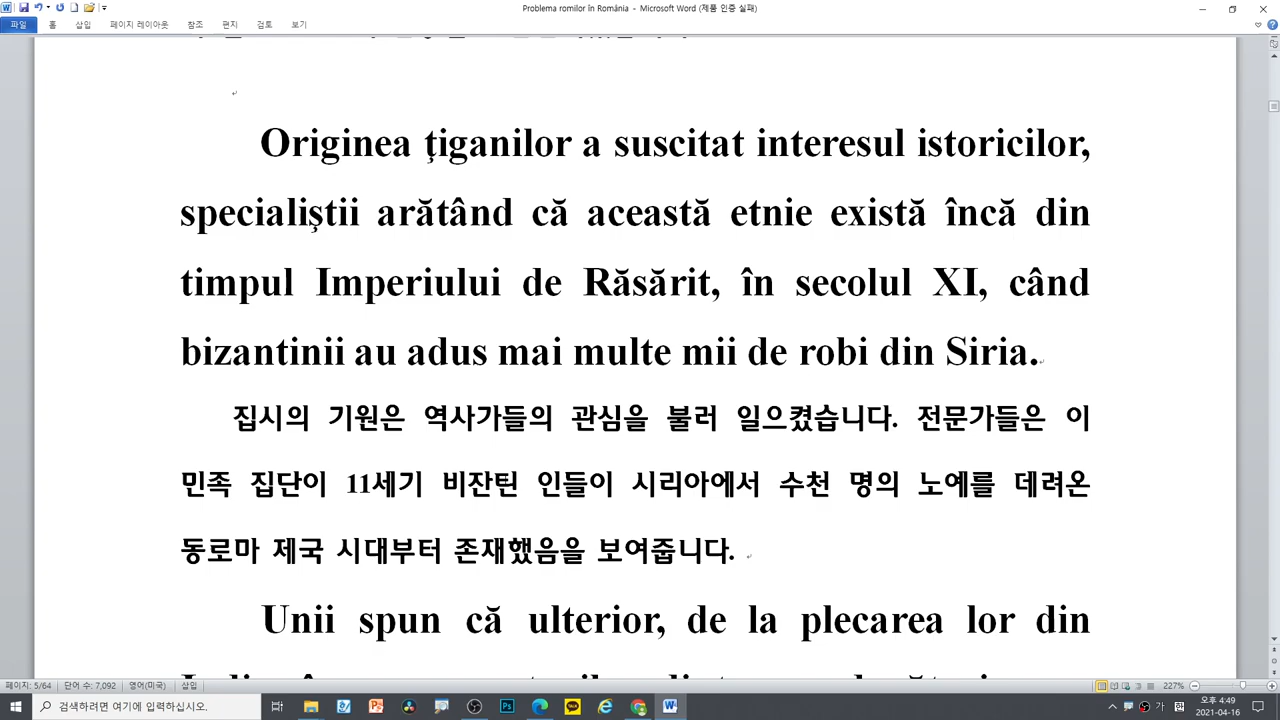 Problema romilor în România - Microsoft Word (제품 인증 실패)
파일 홈 삽입 페이지 레이아웃 참조 편지 검토 보기
Originea ţiganilor a suscitat interesul istoricilor,
specialiştii arătând că această etnie există încă din
timpul Imperiului de Răsărit, în secolul XI, când
bizantinii au adus mai multe mii de robi din Siria.
집시의 기원은 역사가들의 관심을 불러 일으켰습니다. 전문가들은 이
민족 집단이 11세기 비잔틴 인들이 시리아에서 수천 명의 노예를 데려온
동로마 제국 시대부터 존재했음을 보여줍니다.
Unii spun că ulterior, de la plecarea lor din
페이지: 5/64 단어 수: 7,092 영어(미국) 삽입 227%
검색하려면 여기에 입력하십시오. 가 오후 4:49
2021-04-16